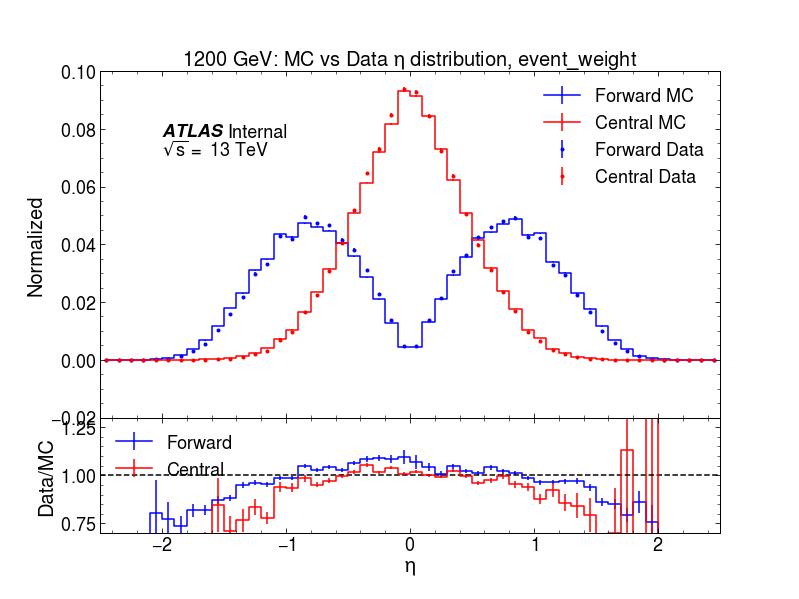 1200 GeV: MC vs Data η distribution, event_weight
0.10
0.08
0.06
0.04
0.02
0.00
−0.02
Normalized
ATLAS Internal
√s = 13 TeV
Forward MC
Central MC
Forward Data
Central Data
1.25
1.00
0.75
Data/MC
Forward
Central
−2
−1
0
1
2
η